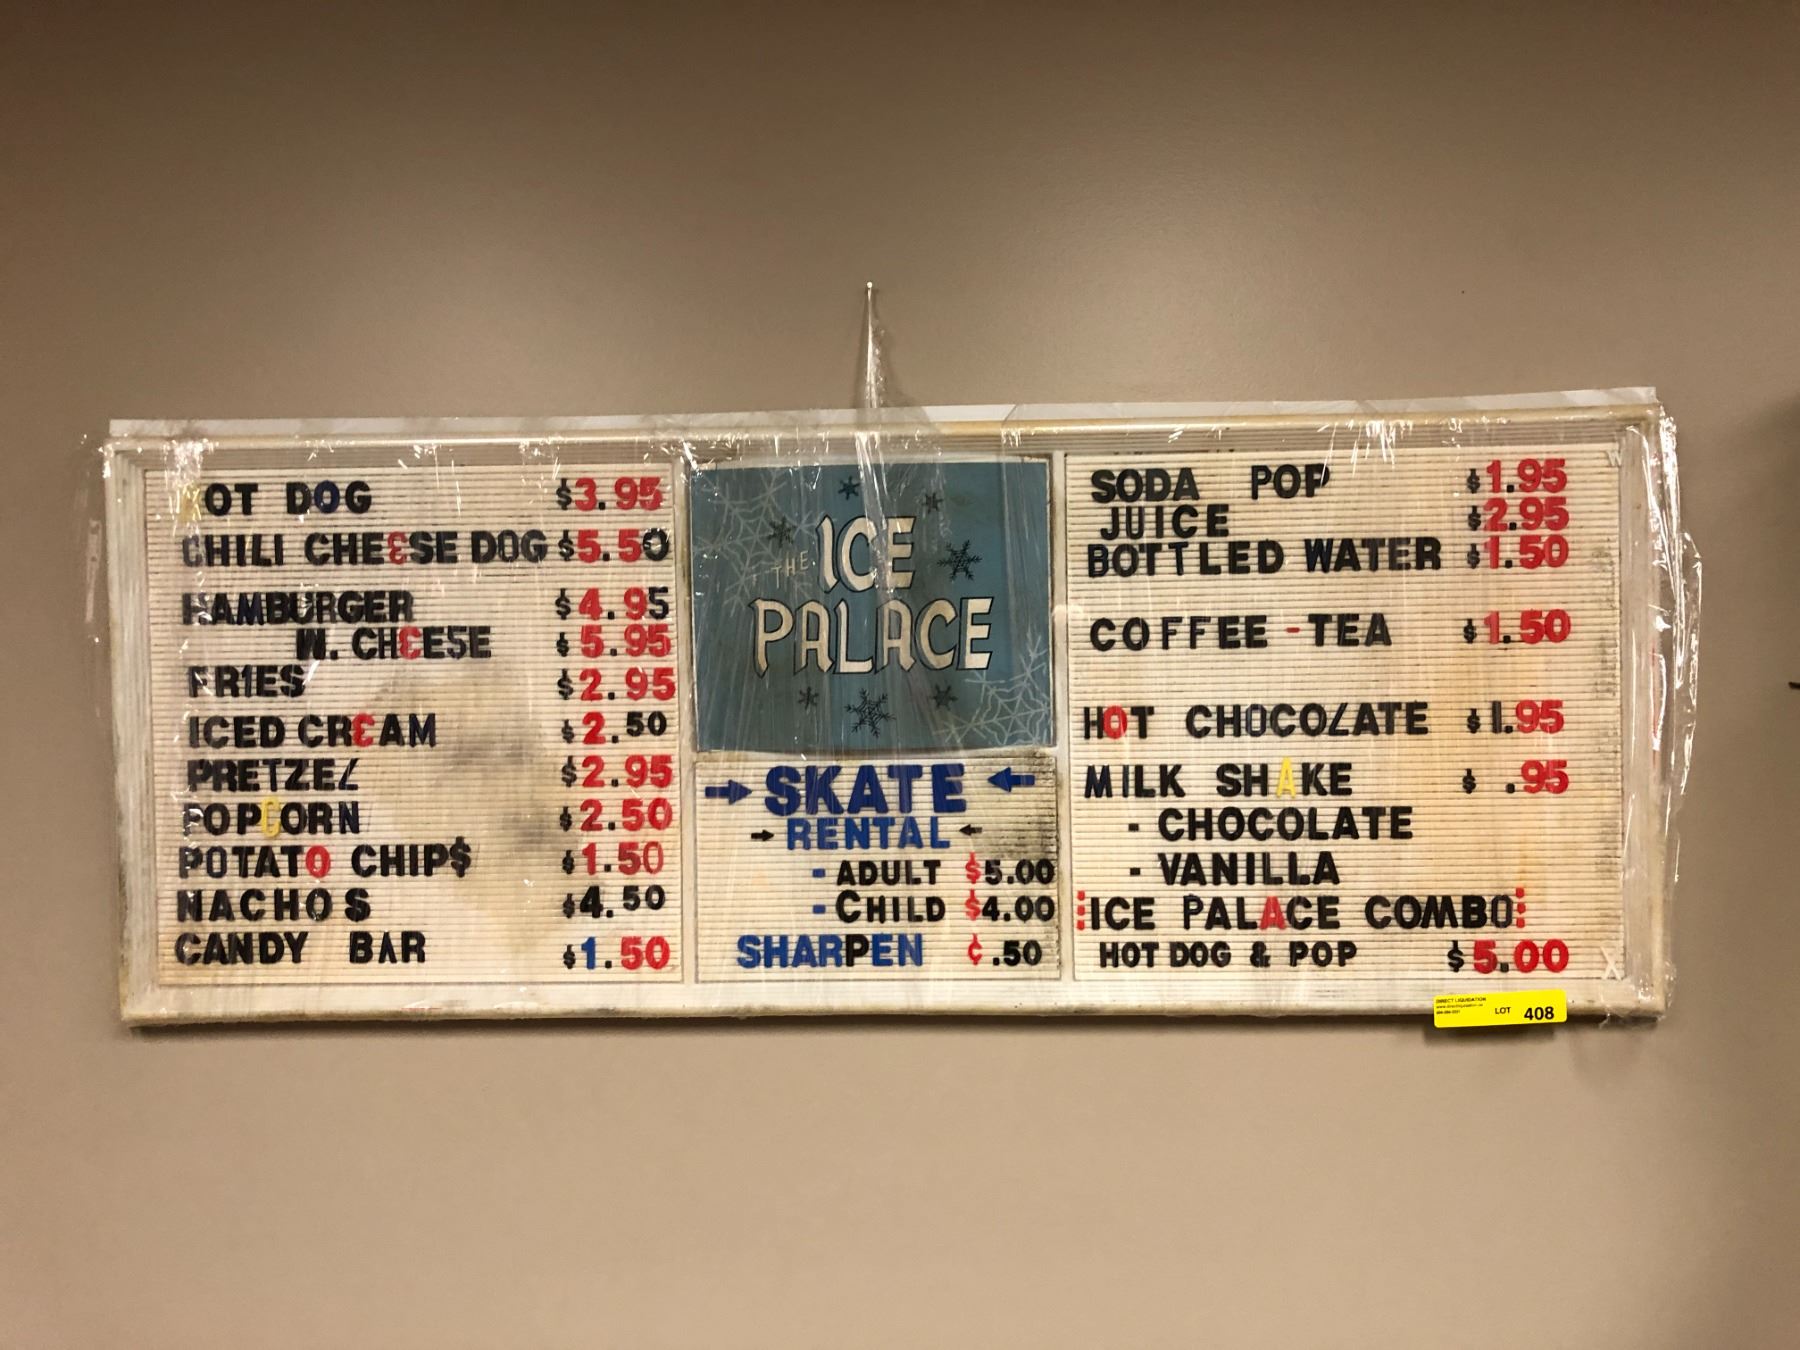 HOT DOG $3.95
CHILI CHEESE DOG $5.50
HAMBURGER $4.95
W. CHEESE $5.95
FRIES $2.95
ICED CREAM $2.50
PRETZEL $2.95
POPCORN $2.50
POTATO CHIP$ $1.50
NACHOS $4.50
CANDY BAR $1.50
THE ICE
PALACE
→ SKATE ←
→ RENTAL ←
- ADULT $5.00
- CHILD $4.00
SHARPEN ¢.50
SODA POP $1.95
JUICE $2.95
BOTTLED WATER $1.50
COFFEE - TEA $1.50
HOT CHOCOLATE $1.95
MILK SHAKE $ .95
- CHOCOLATE
- VANILLA
ICE PALACE COMBO
HOT DOG & POP $5.00
DIRECT LIQUIDATION
LOT 408